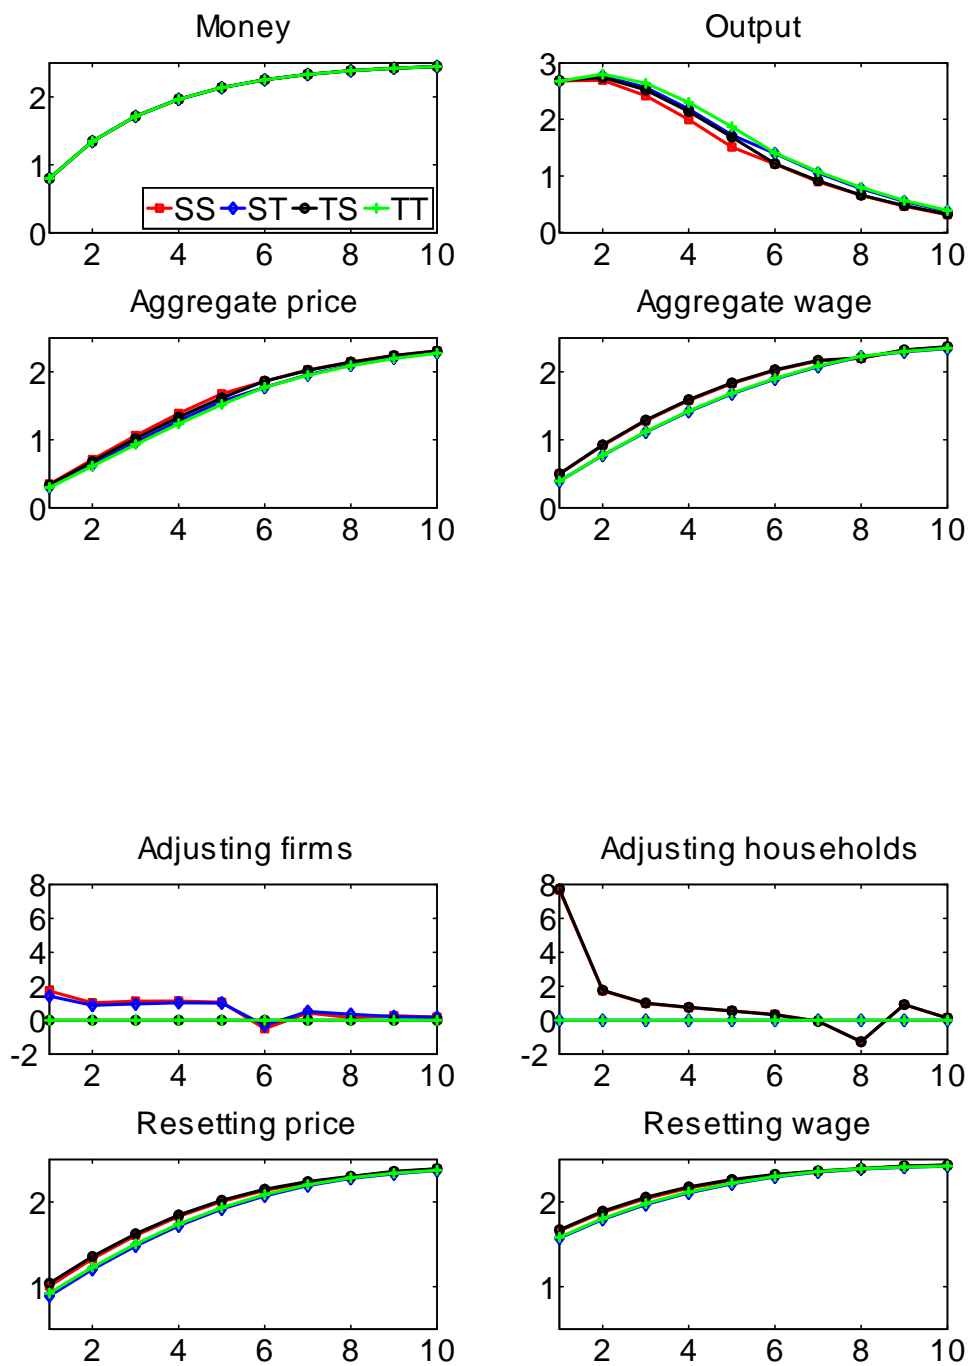 Money
Output
2
1
0
SS ST TS TT
2 4 6 8 10
3
2
1
0
2 4 6 8 10
Aggregate price
Aggregate wage
2
1
0
2 4 6 8 10
2
1
0
2 4 6 8 10
Adjusting firms
Adjusting households
8
6
4
2
0
-2
2 4 6 8 10
8
6
4
2
0
-2
2 4 6 8 10
Resetting price
Resetting wage
2
1
2 4 6 8 10
2
1
2 4 6 8 10